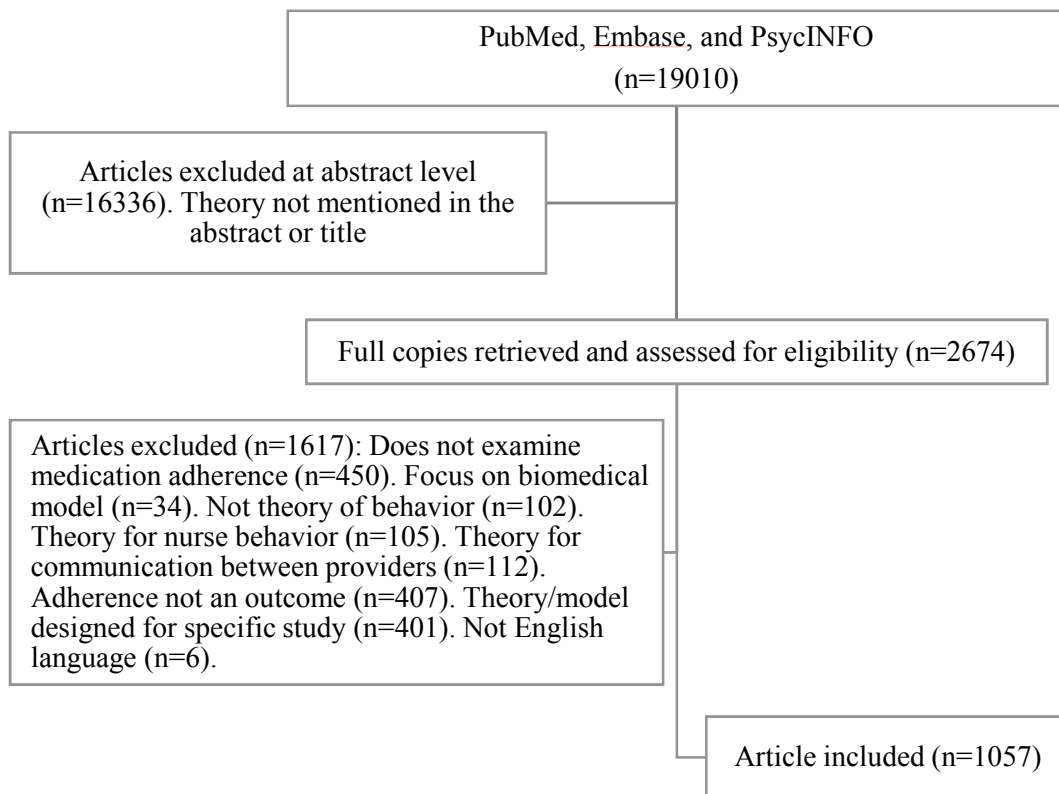 PubMed, Embase, and PsycINFO
(n=19010)
Articles excluded at abstract level
(n=16336). Theory not mentioned in the
abstract or title
Full copies retrieved and assessed for eligibility (n=2674)
Articles excluded (n=1617): Does not examine
medication adherence (n=450). Focus on biomedical
model (n=34). Not theory of behavior (n=102).
Theory for nurse behavior (n=105). Theory for
communication between providers (n=112).
Adherence not an outcome (n=407). Theory/model
designed for specific study (n=401). Not English
language (n=6).
Article included (n=1057)